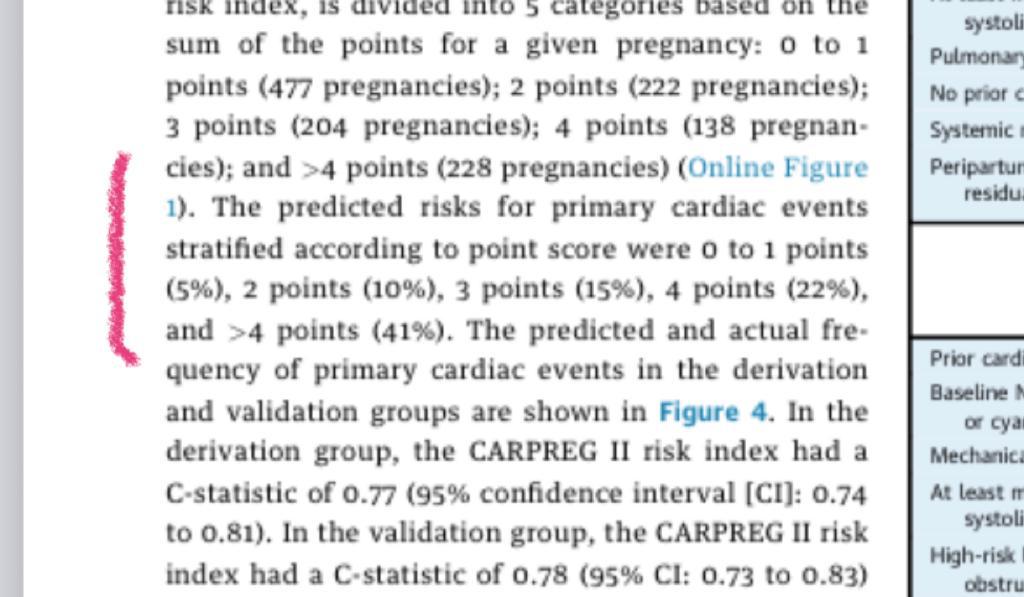 risk index, is divided into 5 categories based on the
sum of the points for a given pregnancy: 0 to 1
points (477 pregnancies); 2 points (222 pregnancies);
3 points (204 pregnancies); 4 points (138 pregnan-
cies); and >4 points (228 pregnancies) (Online Figure
1). The predicted risks for primary cardiac events
stratified according to point score were 0 to 1 points
(5%), 2 points (10%), 3 points (15%), 4 points (22%),
and >4 points (41%). The predicted and actual fre-
quency of primary cardiac events in the derivation
and validation groups are shown in Figure 4. In the
derivation group, the CARPREG II risk index had a
C-statistic of 0.77 (95% confidence interval [CI]: 0.74
to 0.81). In the validation group, the CARPREG II risk
index had a C-statistic of 0.78 (95% CI: 0.73 to 0.83)
systoli
Pulmonary
No prior c
Systemic
Peripartur
residua
Prior cardi
Baseline N
or cyar
Mechanica
At least m
systoli
High-risk
obstru